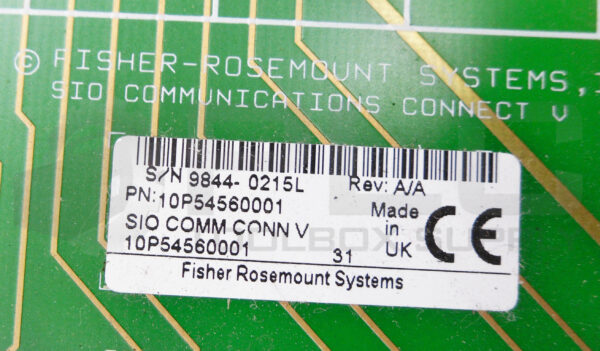 © FISHER-ROSEMOUNT SYSTEMS, I
SIO COMMUNICATIONS CONNECT V
S/N 9844- 0215L Rev: A/A
PN:10P54560001 Made
SIO COMM CONN V in
10P54560001 31 UK CE
Fisher Rosemount Systems